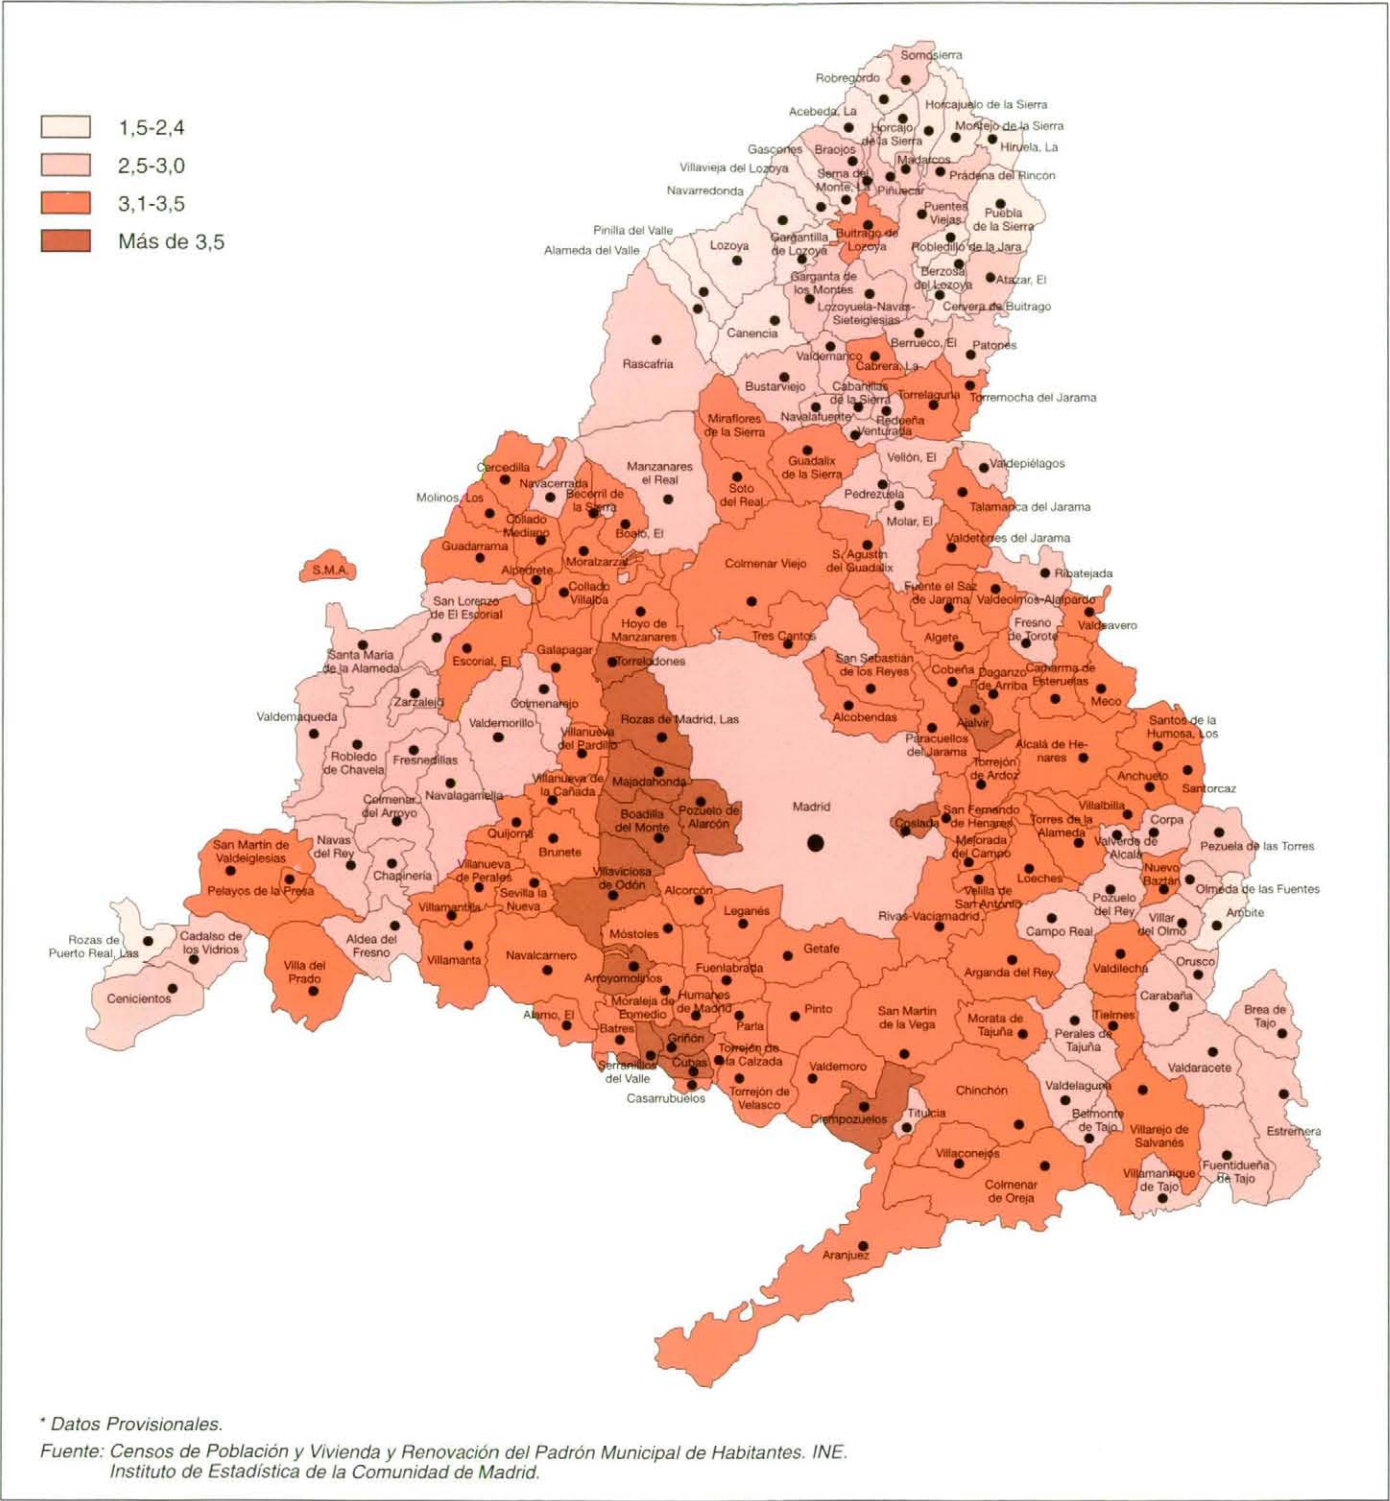 1,5-2,4
2,5-3,0
3,1-3,5
Más de 3,5
Somosierra
Robregordo
Horcajuelo de la Sierra
Acebeda, La
Horcajo
de la Sierra
Montejo de la Sierra
Hiruela, La
Gascones
Braojos
Madarcos
Villavieja del Lozoya
Serna del
Monte, La
Prádena del Rincón
Piñuecar
Navarredonda
Puentes
Viejas
Puebla
de la Sierra
Pinilla del Valle
Buitrago de
Lozoya
Gargantilla
de Lozoya
Lozoya
Robledillo de la Jara
Alameda del Valle
Berzosa
del Lozoya
Atazar, El
Garganta de
los Montes
Lozoyuela-Navas-
Sieteiglesias
Cervera de Buitrago
Canencia
Berrueco, El
Patones
Valdemanco
Cabrera, La
Rascafría
Bustarviejo
Cabanillas
de la Sierra
Torrelaguna
Torremocha del Jarama
Navalafuente
Redueña
Venturada
Miraflores
de la Sierra
Guadalix
de la Sierra
Vellón, El
Valdepiélagos
Cercedilla
Navacerrada
Manzanares
el Real
Soto
del Real
Pedrezuela
Molinos, Los
Becerril de
la Sierra
Talamanca del Jarama
Molar, El
Collado
Mediano
Boalo, El
Guadarrama
Valdetorres del Jarama
S. Agustín
del Guadalix
Colmenar Viejo
Moralzarzal
Alpedrete
S.M.A.
Ribatejada
Collado
Villalba
Fuente el Saz
de Jarama
Valdeolmos-Alalpardo
San Lorenzo
de El Escorial
Valdeavero
Hoyo de
Manzanares
Tres Cantos
Algete
Fresno
de Torote
Santa María
de la Alameda
Escorial, El
Galapagar
Torrelodones
San Sebastián
de los Reyes
Cobeña
Daganzo
de Arriba
Camarma de
Esteruelas
Meco
Zarzalejo
Colmenarejo
Alcobendas
Ajalvir
Valdemaqueda
Valdemorillo
Rozas de Madrid, Las
Santos de la
Humosa, Los
Paracuellos
del Jarama
Villanueva
del Pardillo
Alcalá de He-
nares
Robledo
de Chavela
Fresnedillas
Torrejón
de Ardoz
Anchuelo
Santorcaz
Majadahonda
Villanueva de
la Cañada
Navalagamella
Colmenar
del Arroyo
Madrid
Boadilla
del Monte
Pozuelo de
Alarcón
Coslada
San Fernando
de Henares
Villalbilla
Torres de la
Alameda
Corpa
Quijorna
Valverde de
Alcalá
Pezuela de las Torres
San Martín de
Valdeiglesias
Navas
del Rey
Brunete
Mejorada
del Campo
Chapinería
Villanueva
de Perales
Villaviciosa
de Odón
Loeches
Nuevo
Baztán
Pelayos de la Presa
Sevilla la
Nueva
Alcorcón
Velilla de
San Antonio
Pozuelo
del Rey
Olmeda de las Fuentes
Villamantilla
Leganés
Rivas-Vaciamadrid
Villar
del Olmo
Ambite
Campo Real
Rozas de
Puerto Real, Las
Cadalso de
los Vidrios
Aldea del
Fresno
Móstoles
Villamanta
Navalcarnero
Getafe
Arganda del Rey
Valdilecha
Orusco
Villa del
Prado
Arroyomolinos
Fuenlabrada
Cenicientos
Moraleja de
Enmedio
Humanes
de Madrid
Carabaña
Brea de
Tajo
Alamo, El
Pinto
San Martín
de la Vega
Morata de
Tajuña
Tielmes
Batres
Parla
Perales de
Tajuña
Griñón
Torrejón de
la Calzada
Serranillos
del Valle
Cubas
Valdemoro
Valdaracete
Casarrubuelos
Torrejón de
Velasco
Chinchón
Valdelaguna
Ciempozuelos
Titulcia
Belmonte
de Tajo
Villarejo de
Salvanés
Estremera
Villaconejos
Fuentidueña
de Tajo
Villamanrique
de Tajo
Colmenar
de Oreja
Aranjuez
* Datos Provisionales.
Fuente: Censos de Población y Vivienda y Renovación del Padrón Municipal de Habitantes. INE.
Instituto de Estadística de la Comunidad de Madrid.